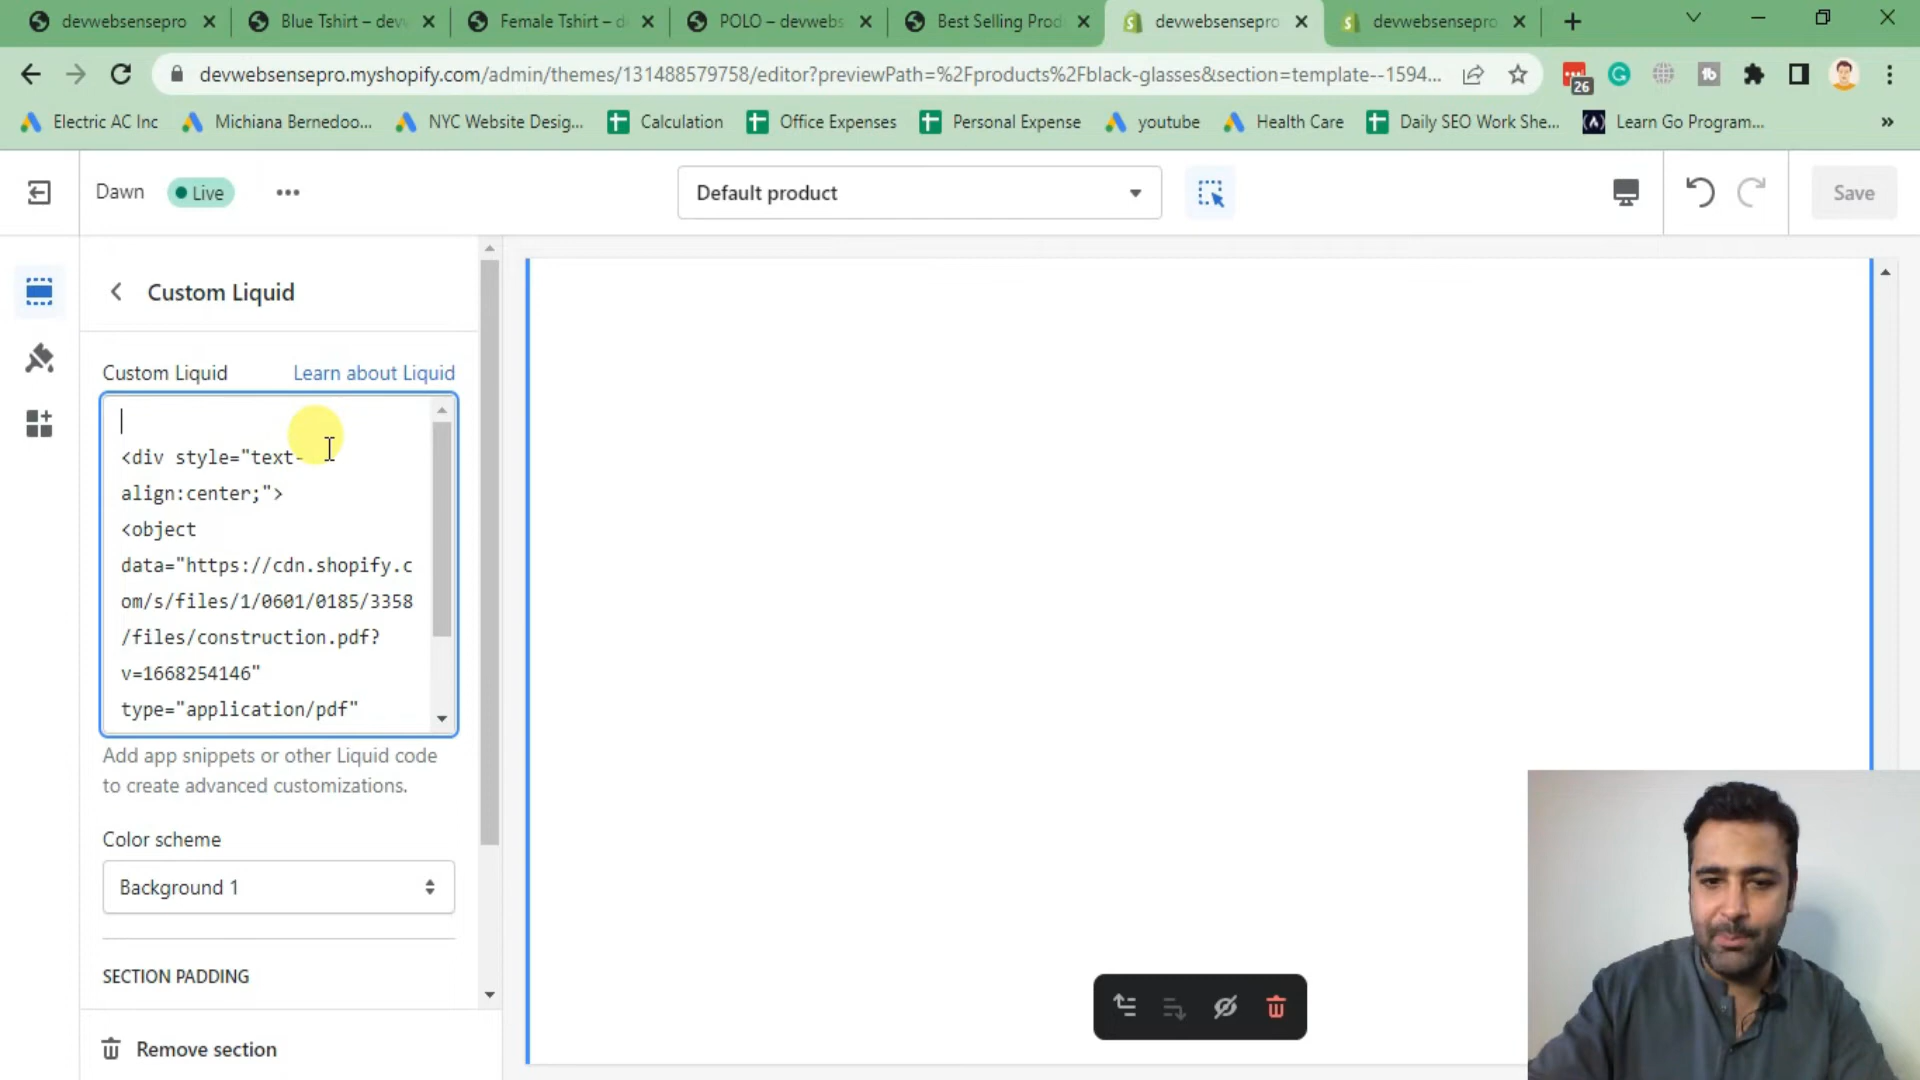 devwebsensepro
Blue Tshirt – dev
Female Tshirt – d
POLO – devwebs
Best Selling Prod
devwebsensepro
devwebsensepro
devwebsensepro.myshopify.com/admin/themes/131488579758/editor?previewPath=%2Fproducts%2Fblack-glasses&section=template--1594...
26
Electric AC Inc
Michiana Bernedoo...
NYC Website Desig...
Calculation
Office Expenses
Personal Expense
youtube
Health Care
Daily SEO Work She...
Learn Go Program...
»
Dawn
Live
Default product
Save
Custom Liquid
Custom Liquid
Learn about Liquid
<div style="text-
align:center;">
<object
data="https://cdn.shopify.c
om/s/files/1/0601/0185/3358
/files/construction.pdf?
v=1668254146"
type="application/pdf"
Add app snippets or other Liquid code
to create advanced customizations.
Color scheme
Background 1
SECTION PADDING
Remove section